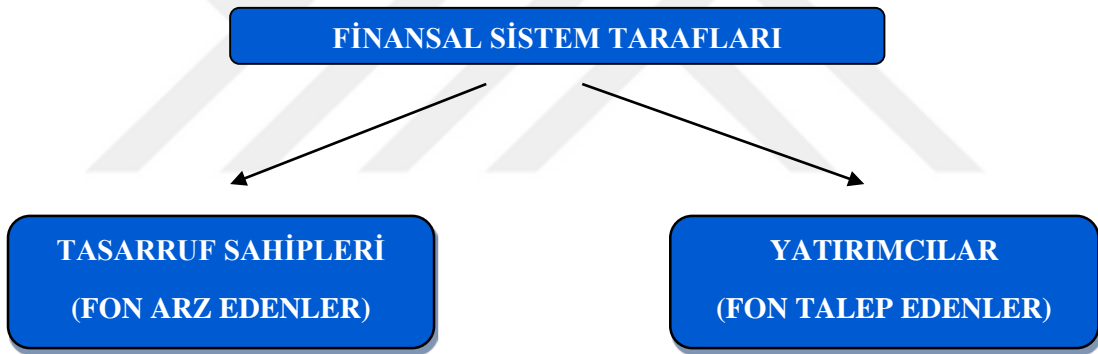 FİNANSAL SİSTEM TARAFLARI
TASARRUF SAHİPLERİ
(FON ARZ EDENLER)
YATIRIMCILAR
(FON TALEP EDENLER)